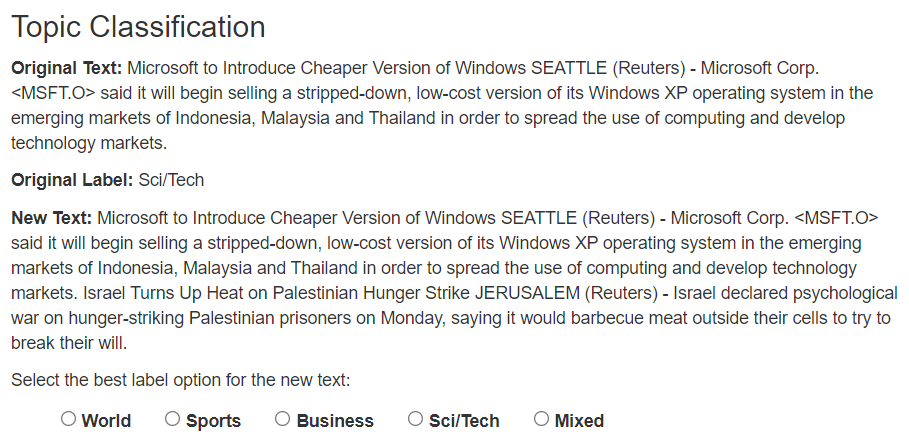 Topic Classification
Original Text: Microsoft to Introduce Cheaper Version of Windows SEATTLE (Reuters) - Microsoft Corp.
<MSFT.O> said it will begin selling a stripped-down, low-cost version of its Windows XP operating system in the
emerging markets of Indonesia, Malaysia and Thailand in order to spread the use of computing and develop
technology markets.
Original Label: Sci/Tech
New Text: Microsoft to Introduce Cheaper Version of Windows SEATTLE (Reuters) - Microsoft Corp. <MSFT.O>
said it will begin selling a stripped-down, low-cost version of its Windows XP operating system in the emerging
markets of Indonesia, Malaysia and Thailand in order to spread the use of computing and develop technology
markets. Israel Turns Up Heat on Palestinian Hunger Strike JERUSALEM (Reuters) - Israel declared psychological
war on hunger-striking Palestinian prisoners on Monday, saying it would barbecue meat outside their cells to try to
break their will.
Select the best label option for the new text:
World Sports Business Sci/Tech Mixed